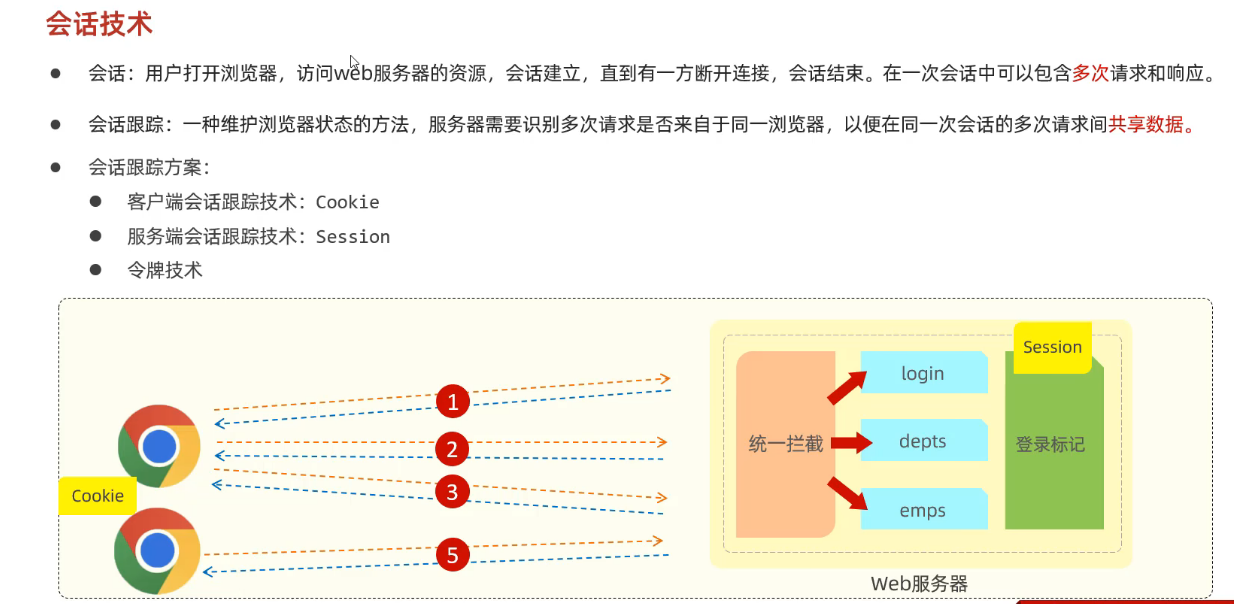 会话技术
会话：用户打开浏览器，访问web服务器的资源，会话建立，直到有一方断开连接，会话结束。在一次会话中可以包含多次请求和响应。
会话跟踪：一种维护浏览器状态的方法，服务器需要识别多次请求是否来自于同一浏览器，以便在同一次会话的多次请求间共享数据。
会话跟踪方案：
客户端会话跟踪技术：Cookie
服务端会话跟踪技术：Session
令牌技术
Session
login
1
统一拦截
depts
登录标记
2
3
Cookie
emps
5
Web服务器